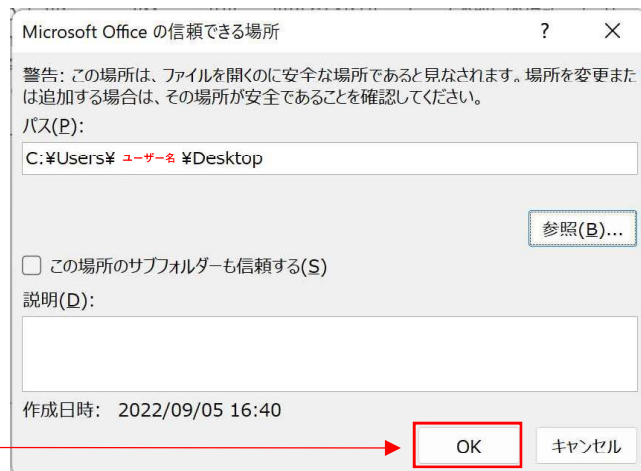 Microsoft Office の信頼できる場所 ?
警告: この場所は、ファイルを開くのに安全な場所であると見なされます。場所を変更また
は追加する場合は、その場所が安全であることを確認してください。
パス(P):
C:¥Users¥ ユーザー名 ¥Desktop
参照(B)...
この場所のサブフォルダーも信頼する(S)
説明(D):
作成日時: 2022/09/05 16:40
OK キャンセル